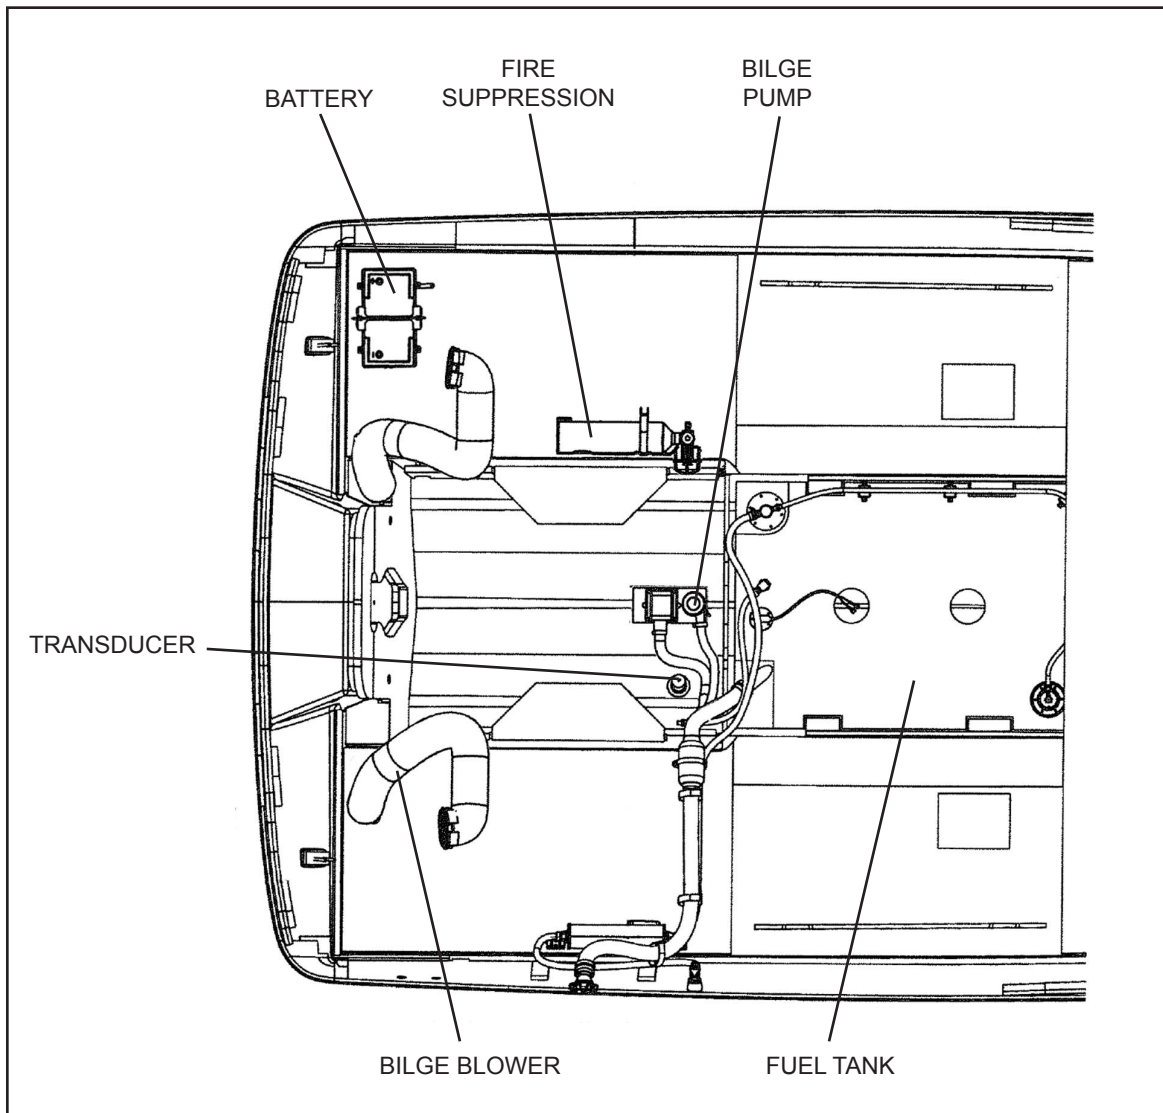 FIRE
SUPPRESSION
BILGE
PUMP
BATTERY
TRANSDUCER
BILGE BLOWER
FUEL TANK